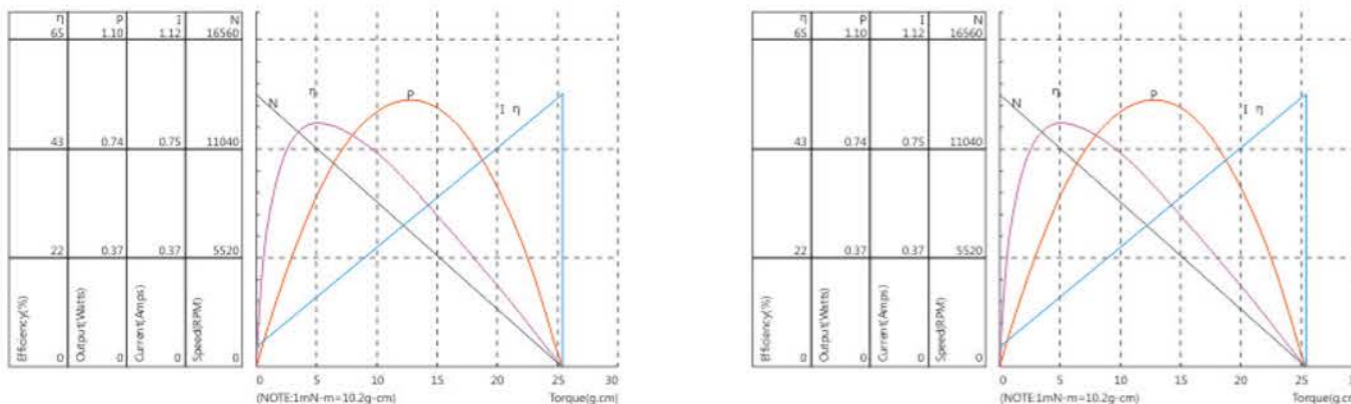 η P I N
65 1.10 1.12 16560
N η P I η
43 0.74 0.75 11040
22 0.37 0.37 5520
Efficiency(%) Output(Watts) Current(Amps) Speed(RPM)
0 0 0 0
0 5 10 15 20 25 30
(NOTE:1mN-m=10.2g-cm) Torque(g.cm)
η P I N
65 1.10 1.12 16560
N η P I η
43 0.74 0.75 11040
22 0.37 0.37 5520
Efficiency(%) Output(Watts) Current(Amps) Speed(RPM)
0 0 0 0
0 5 10 15 20 25
(NOTE:1mN-m=10.2g-cm) Torque(g.cm